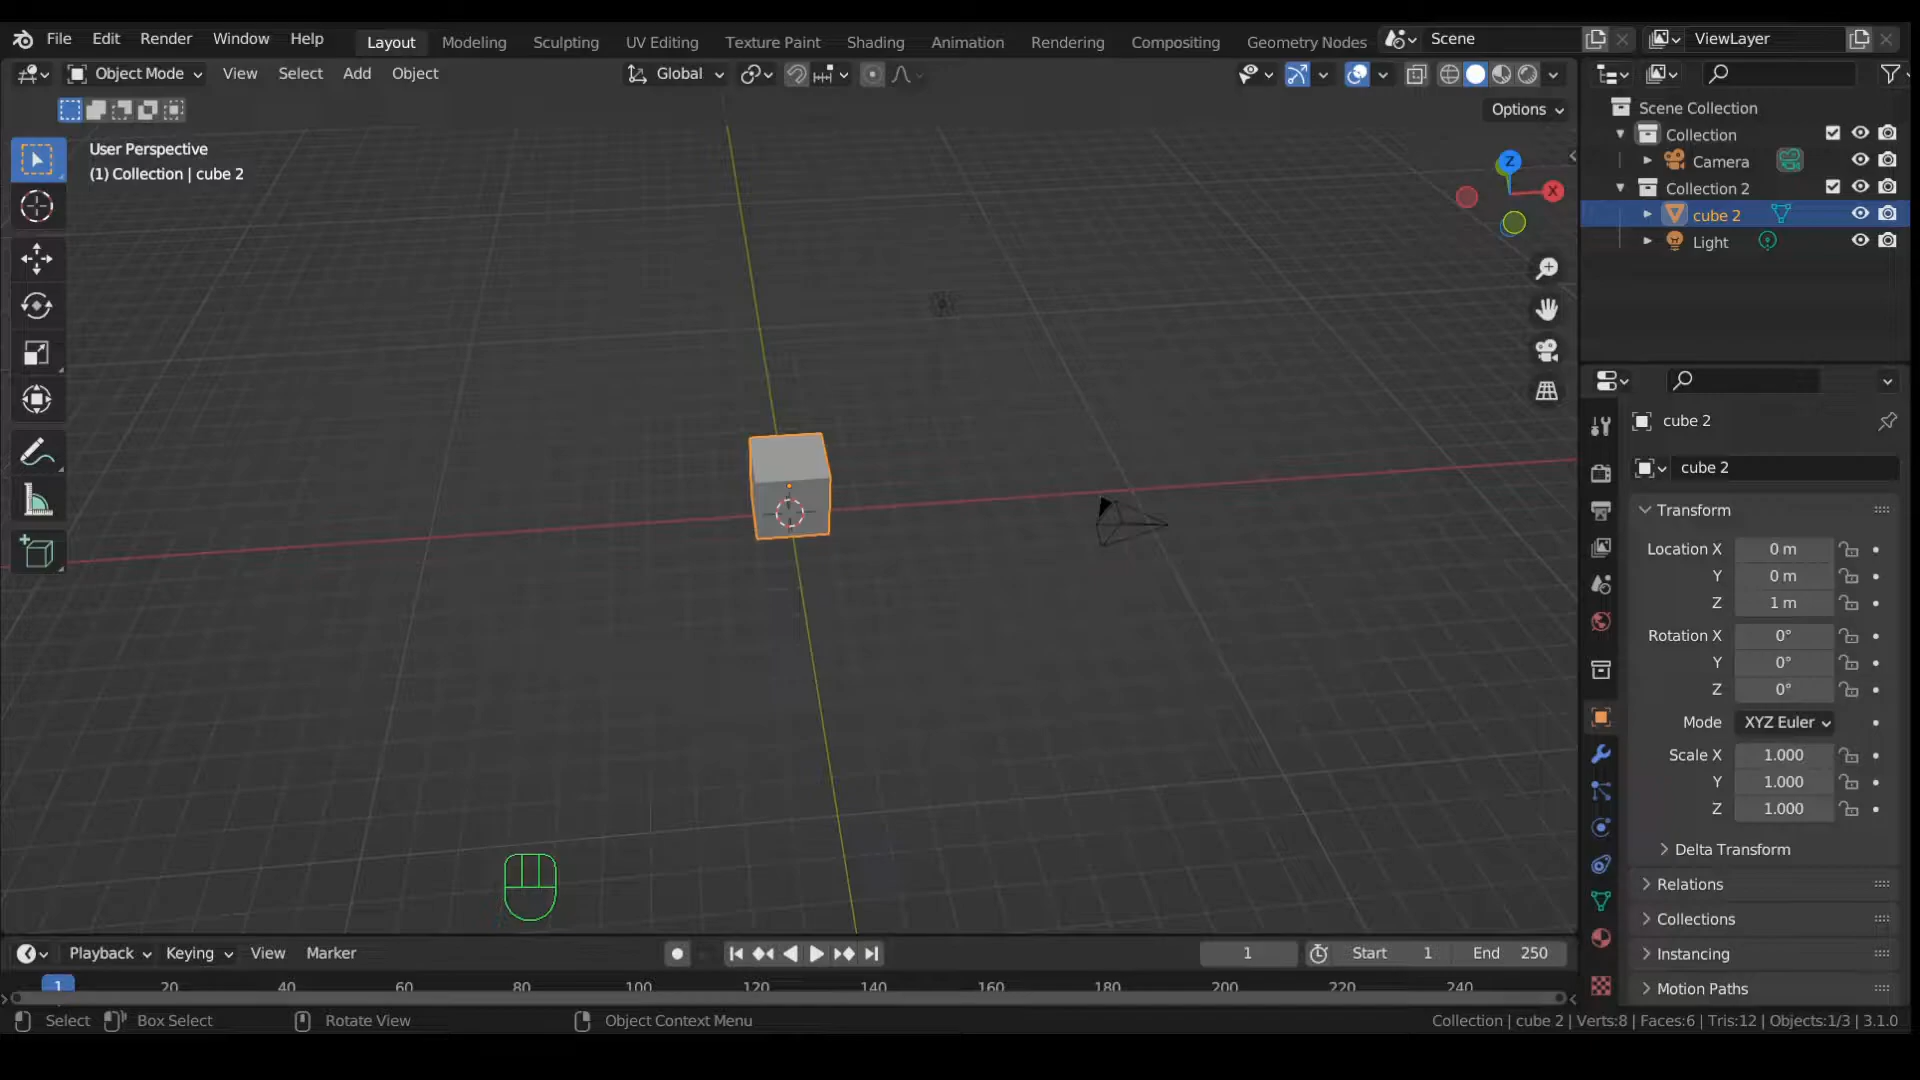 File Edit Render Window Help Layout Modeling Sculpting UV Editing Texture Paint Shading Animation Rendering Compositing Geometry Nodes Scene ViewLayer
Object Mode View Select Add Object Global
Options
User Perspective
(1) Collection | cube 2
Z
X
Scene Collection
Collection
Camera
Collection 2
cube 2
Light
cube 2
cube 2
Transform
Location X 0 m
Y 0 m
Z 1 m
Rotation X 0°
Y 0°
Z 0°
Mode XYZ Euler
Scale X 1.000
Y 1.000
Z 1.000
Delta Transform
Relations
Collections
Instancing
Motion Paths
Playback Keying View Marker 1 Start 1 End 250
1 20 40 60 80 100 120 140 160 180 200 220 240
Select Box Select Rotate View Object Context Menu Collection | cube 2 | Verts:8 | Faces:6 | Tris:12 | Objects:1/3 | 3.1.0